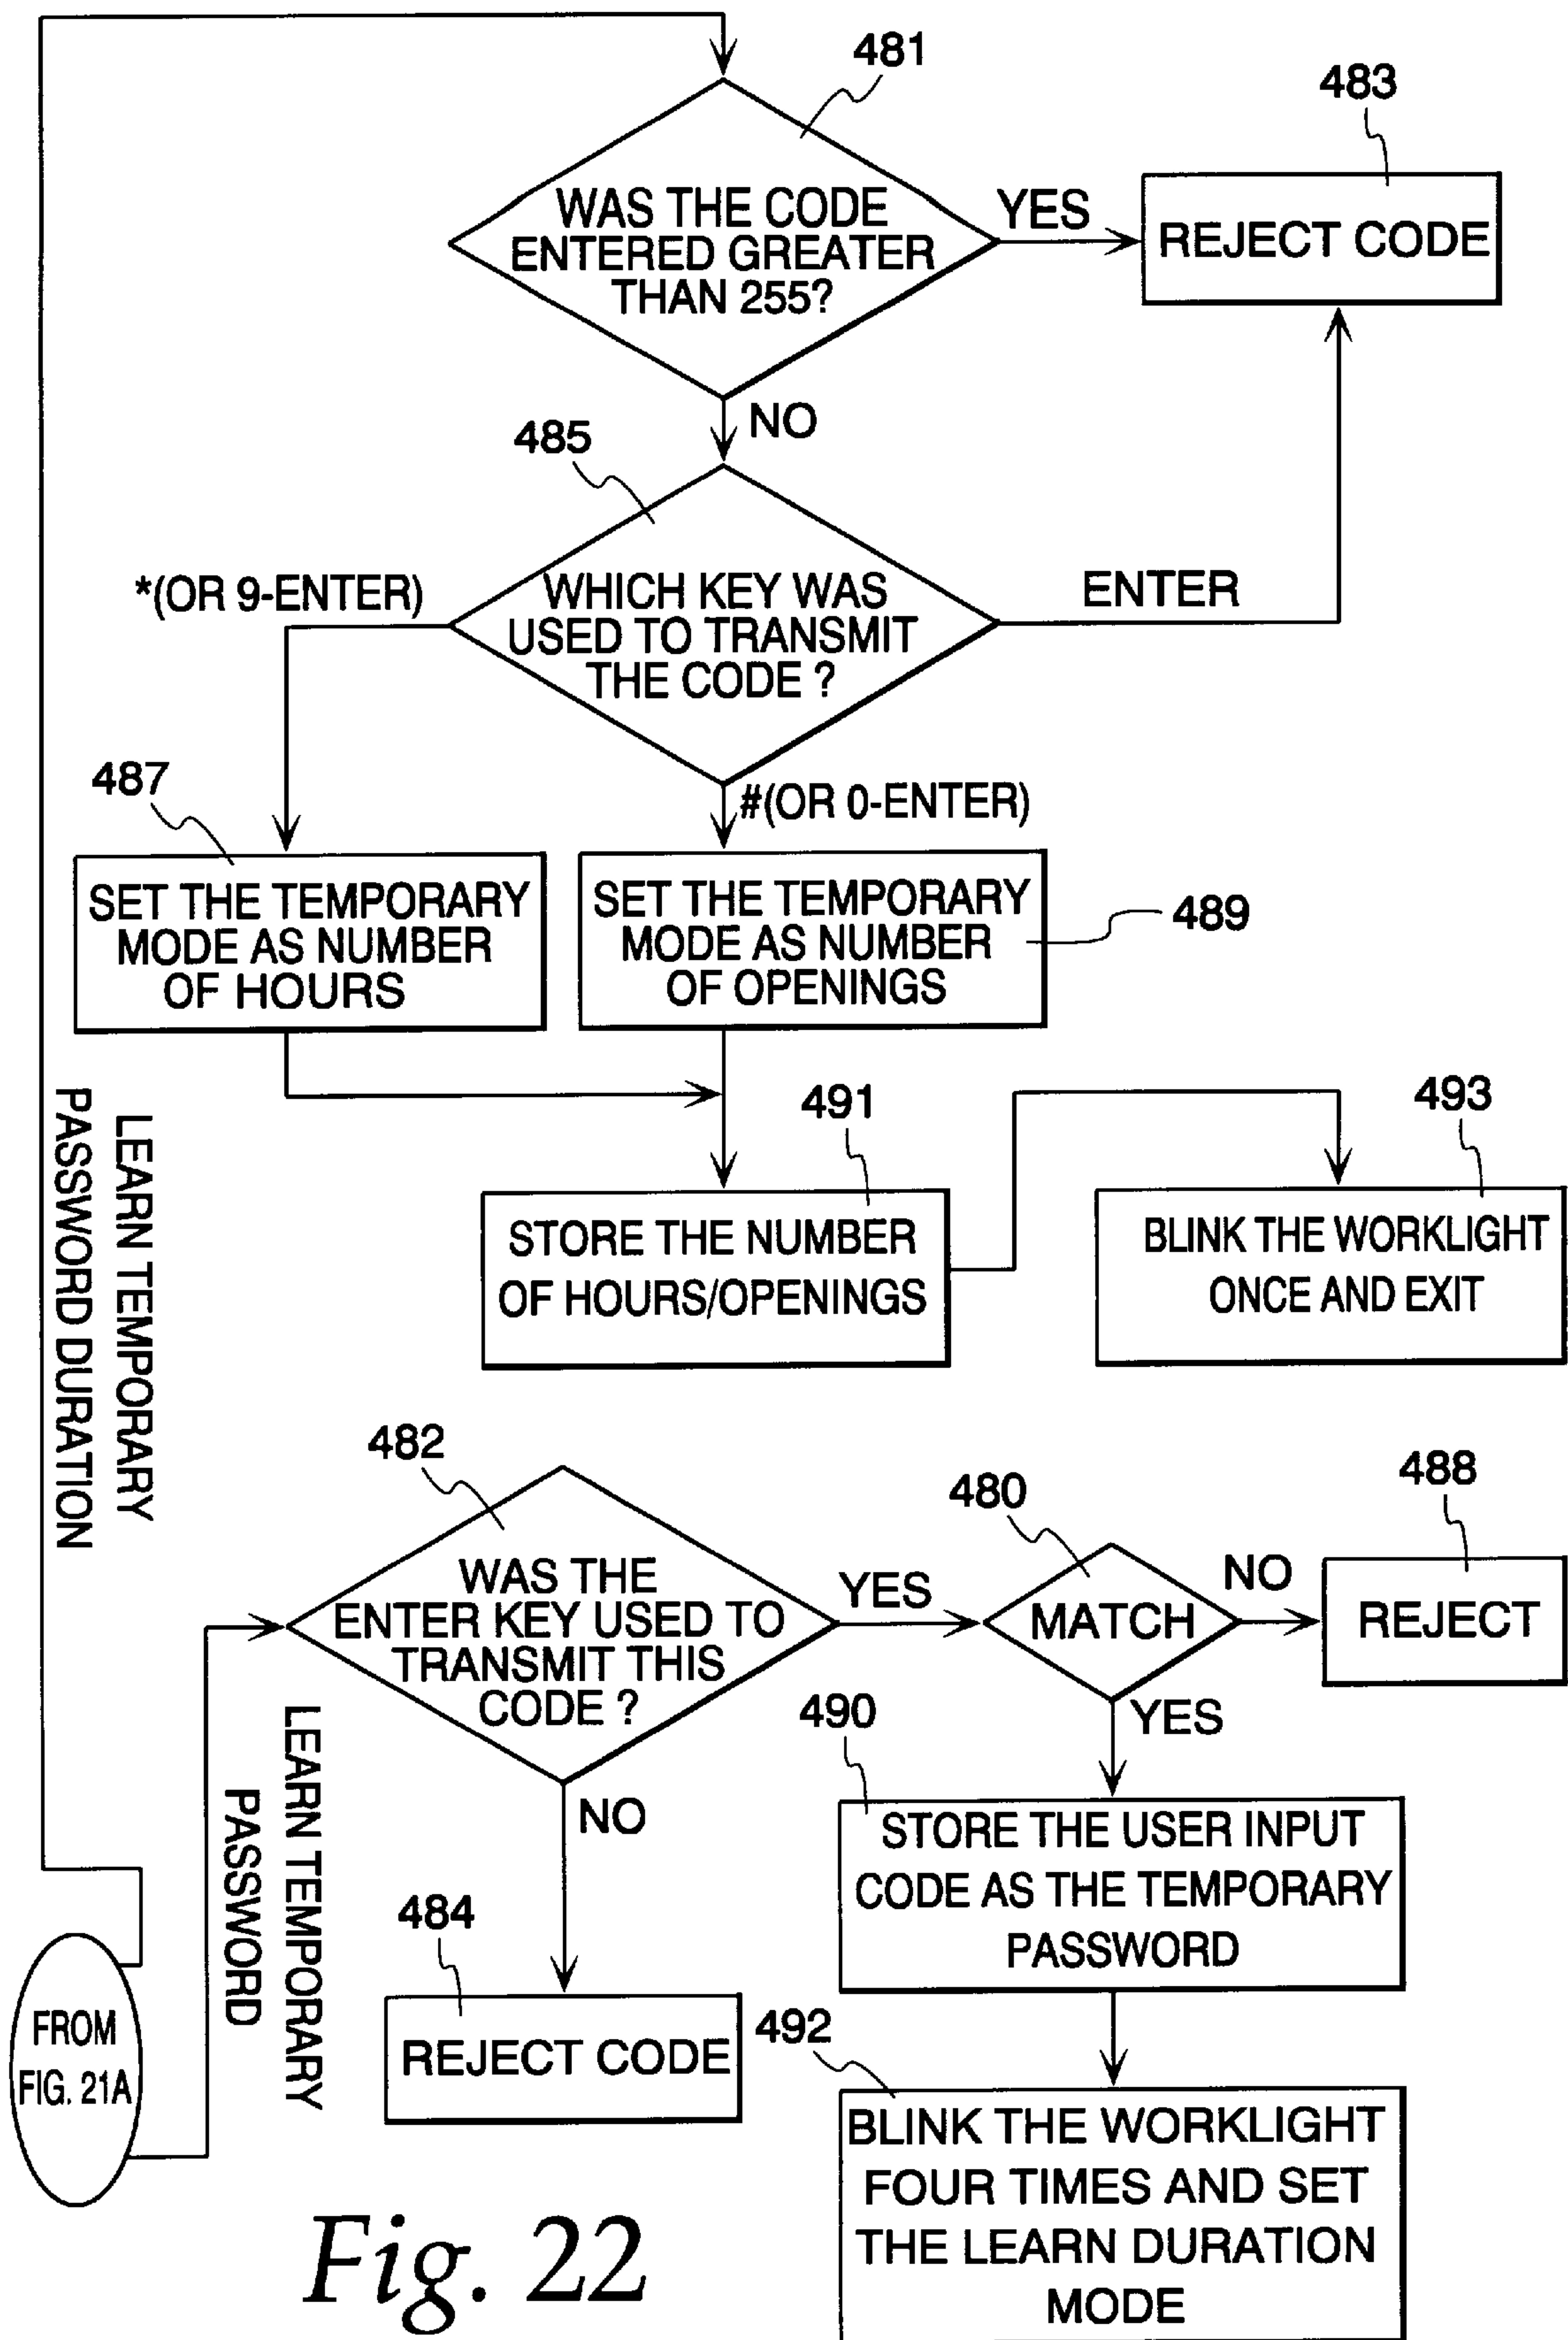 481
483
WAS THE CODE
ENTERED GREATER
THAN 255?
YES
REJECT CODE
NO
485
*(OR 9-ENTER)
WHICH KEY WAS
USED TO TRANSMIT
THE CODE ?
ENTER
487
#(OR 0-ENTER)
SET THE TEMPORARY
MODE AS NUMBER
OF HOURS
SET THE TEMPORARY
MODE AS NUMBER
OF OPENINGS
489
LEARN TEMPORARY
PASSWORD DURATION
491
493
STORE THE NUMBER
OF HOURS/OPENINGS
BLINK THE WORKLIGHT
ONCE AND EXIT
482
480
488
WAS THE
ENTER KEY USED TO
TRANSMIT THIS
CODE ?
YES
MATCH
NO
REJECT
LEARN TEMPORARY
PASSWORD
NO
490
YES
STORE THE USER INPUT
CODE AS THE TEMPORARY
PASSWORD
484
REJECT CODE
FROM
FIG. 21A
492
BLINK THE WORKLIGHT
FOUR TIMES AND SET
THE LEARN DURATION
MODE
Fig. 22